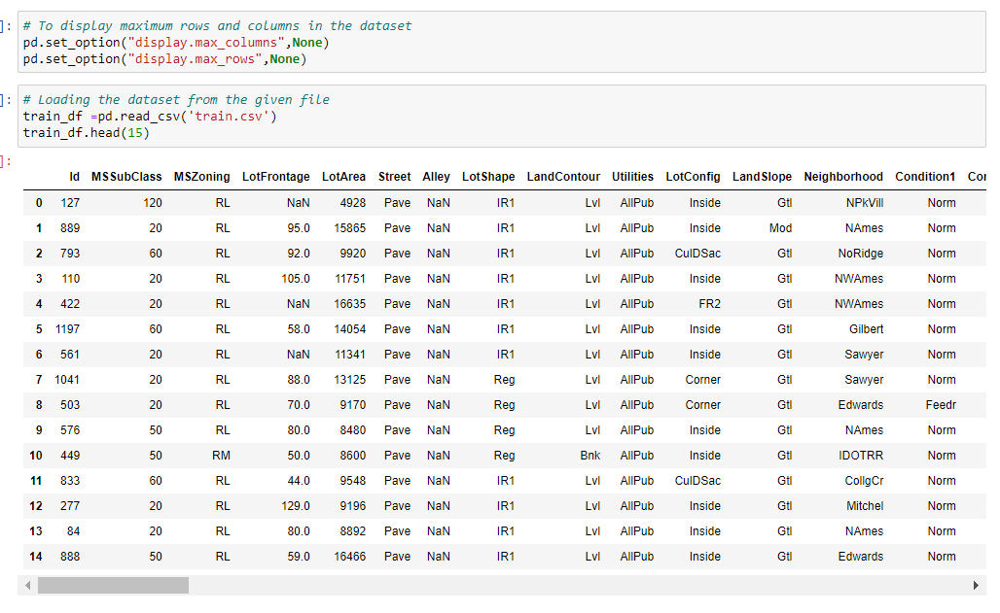 ]: # To display maximum rows and columns in the dataset
pd.set_option("display.max_columns",None)
pd.set_option("display.max_rows",None)
]: # Loading the dataset from the given file
train_df =pd.read_csv('train.csv')
train_df.head(15)
]:
Id MSSubClass MSZoning LotFrontage LotArea Street Alley LotShape LandContour Utilities LotConfig LandSlope Neighborhood Condition1 Cor
0 127 120 RL NaN 4928 Pave NaN IR1 Lvl AllPub Inside Gtl NPkVill Norm
1 889 20 RL 95.0 15865 Pave NaN IR1 Lvl AllPub Inside Mod NAmes Norm
2 793 60 RL 92.0 9920 Pave NaN IR1 Lvl AllPub CulDSac Gtl NoRidge Norm
3 110 20 RL 105.0 11751 Pave NaN IR1 Lvl AllPub Inside Gtl NWAmes Norm
4 422 20 RL NaN 16635 Pave NaN IR1 Lvl AllPub FR2 Gtl NWAmes Norm
5 1197 60 RL 58.0 14054 Pave NaN IR1 Lvl AllPub Inside Gtl Gilbert Norm
6 561 20 RL NaN 11341 Pave NaN IR1 Lvl AllPub Inside Gtl Sawyer Norm
7 1041 20 RL 88.0 13125 Pave NaN Reg Lvl AllPub Corner Gtl Sawyer Norm
8 503 20 RL 70.0 9170 Pave NaN Reg Lvl AllPub Corner Gtl Edwards Feedr
9 576 50 RL 80.0 8480 Pave NaN Reg Lvl AllPub Inside Gtl NAmes Norm
10 449 50 RM 50.0 8600 Pave NaN Reg Bnk AllPub Inside Gtl IDOTRR Norm
11 833 60 RL 44.0 9548 Pave NaN IR1 Lvl AllPub CulDSac Gtl CollgCr Norm
12 277 20 RL 129.0 9196 Pave NaN IR1 Lvl AllPub Inside Gtl Mitchel Norm
13 84 20 RL 80.0 8892 Pave NaN IR1 Lvl AllPub Inside Gtl NAmes Norm
14 888 50 RL 59.0 16466 Pave NaN IR1 Lvl AllPub Inside Gtl Edwards Norm